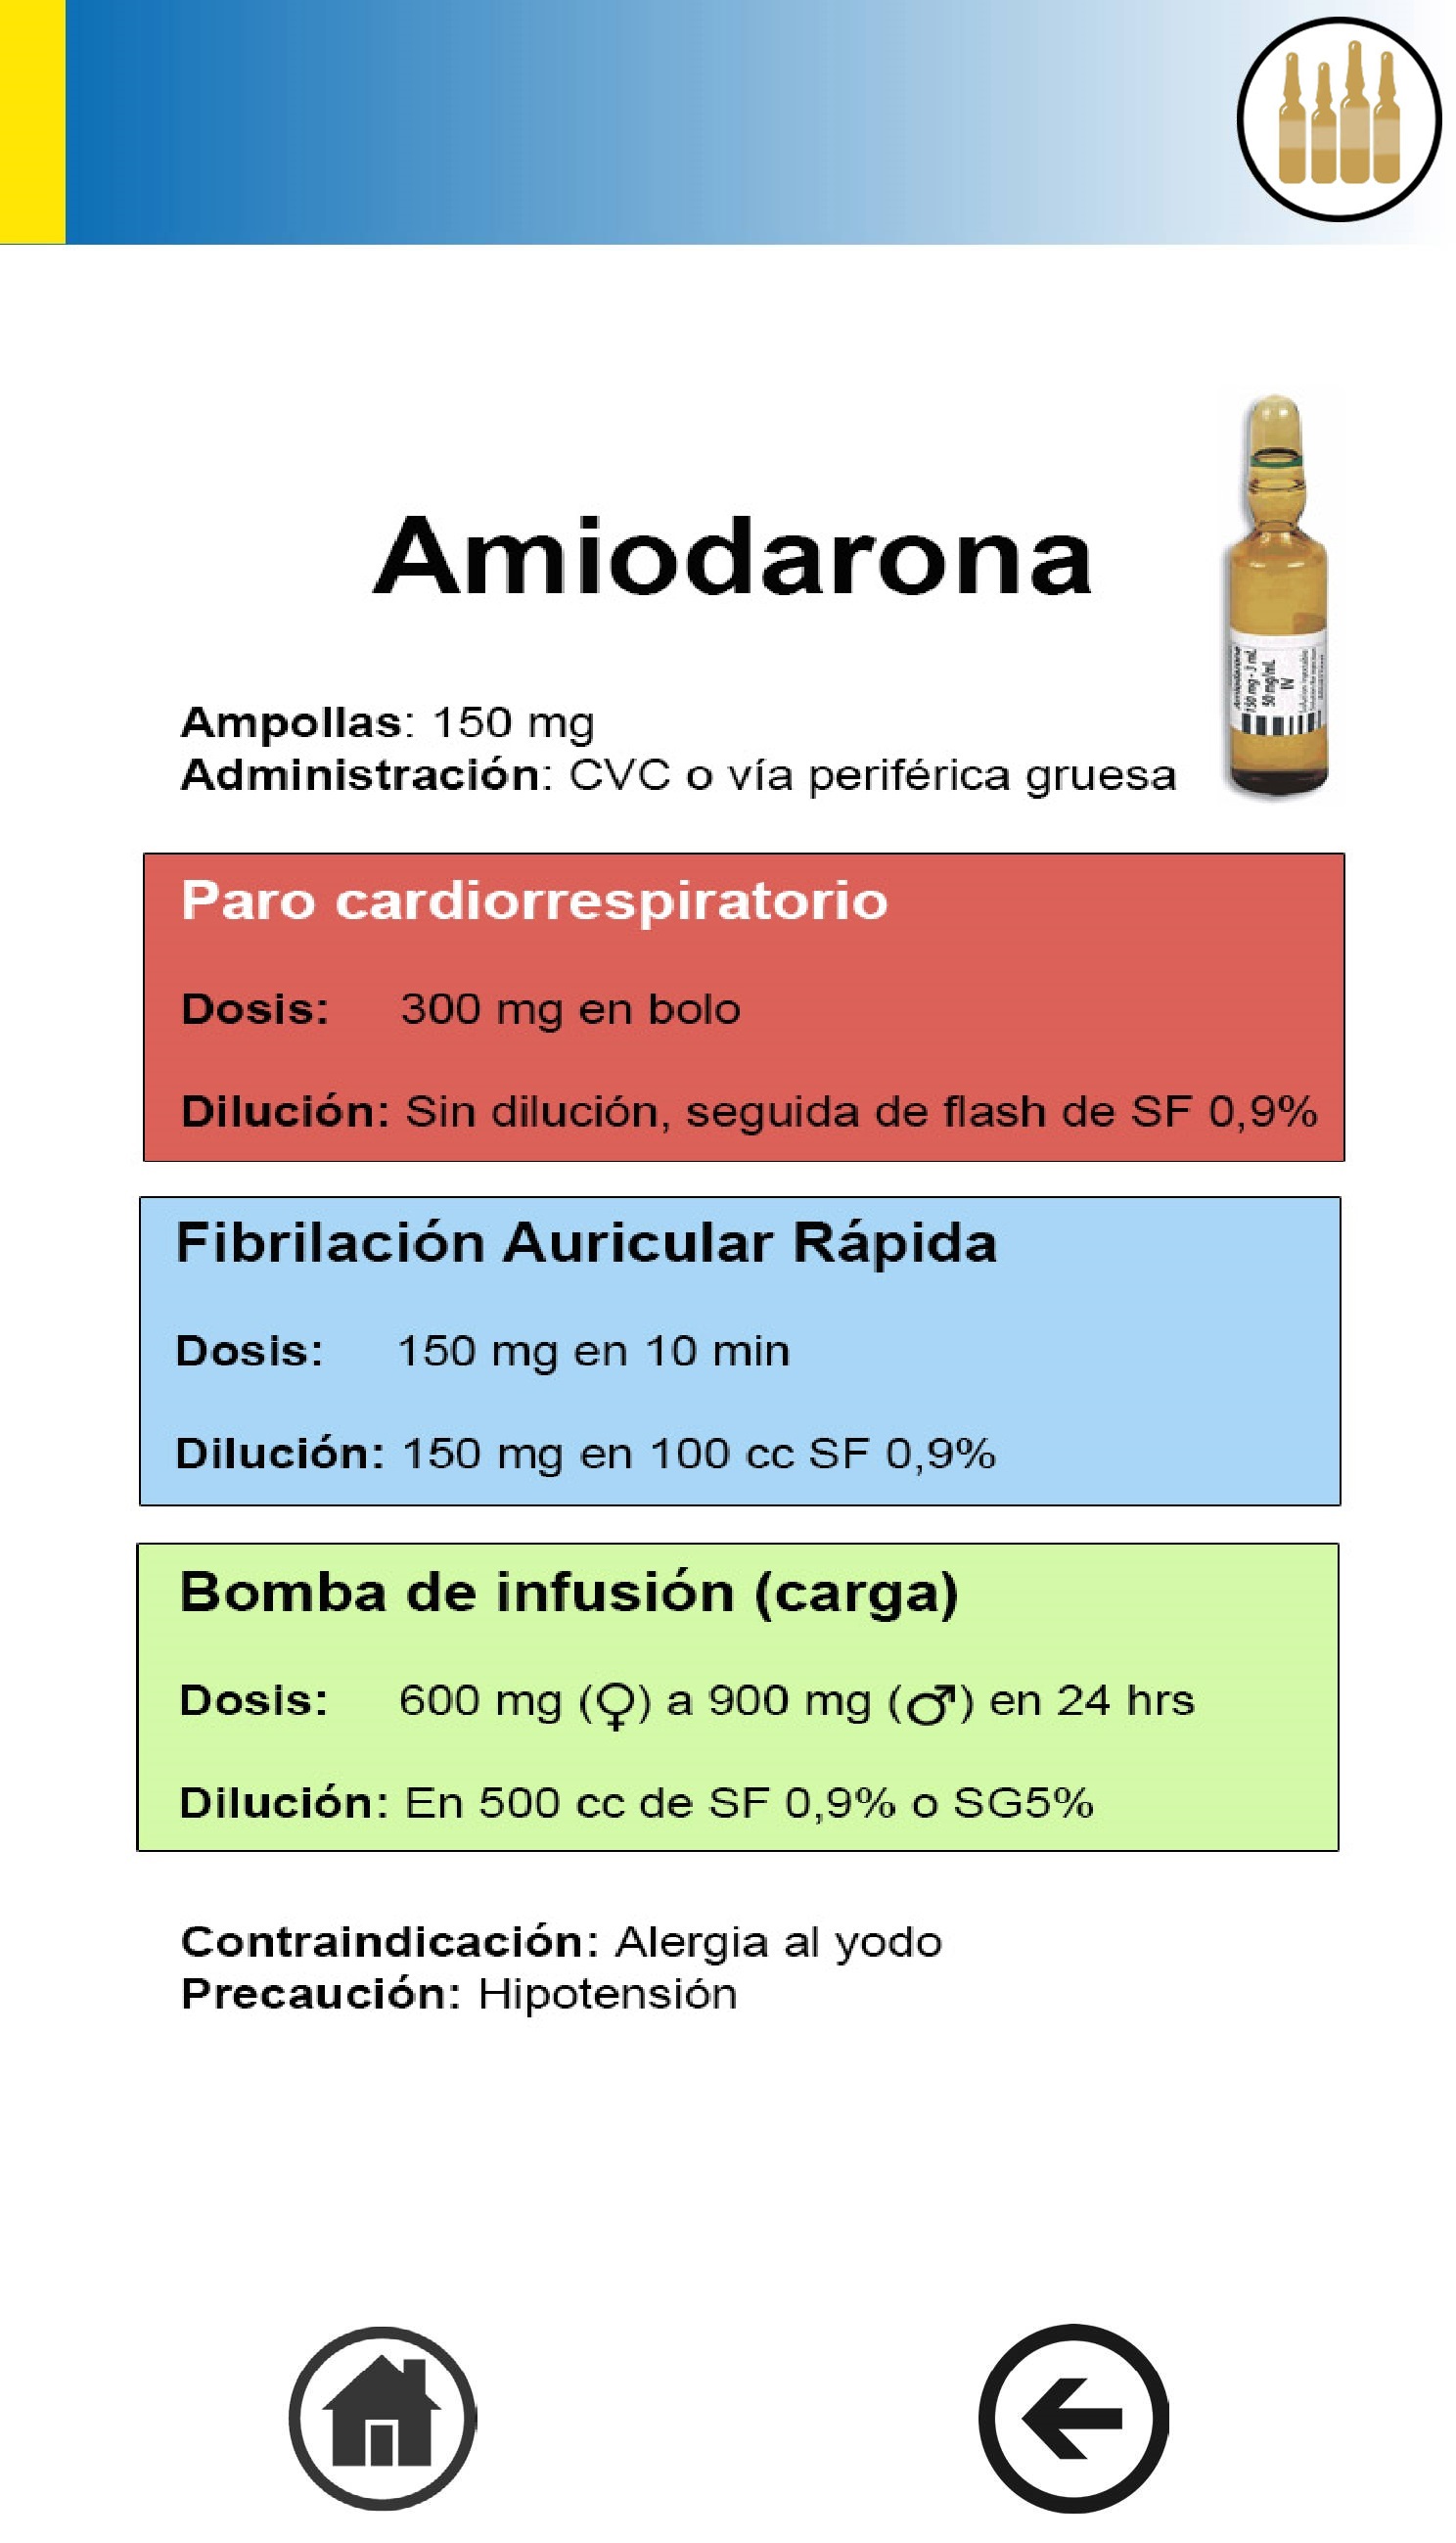 Amiodarona
Amiodarone
150 mg - 3 mL
50 mg/mL
IV
Ampollas: 150 mg
Administración: CVC o vía periférica gruesa
Paro cardiorrespiratorio
Dosis: 300 mg en bolo
Dilución: Sin dilución, seguida de flash de SF 0,9%
Fibrilación Auricular Rápida
Dosis: 150 mg en 10 min
Dilución: 150 mg en 100 cc SF 0,9%
Bomba de infusión (carga)
Dosis: 600 mg (♀) a 900 mg (♂) en 24 hrs
Dilución: En 500 cc de SF 0,9% o SG5%
Contraindicación: Alergia al yodo
Precaución: Hipotensión